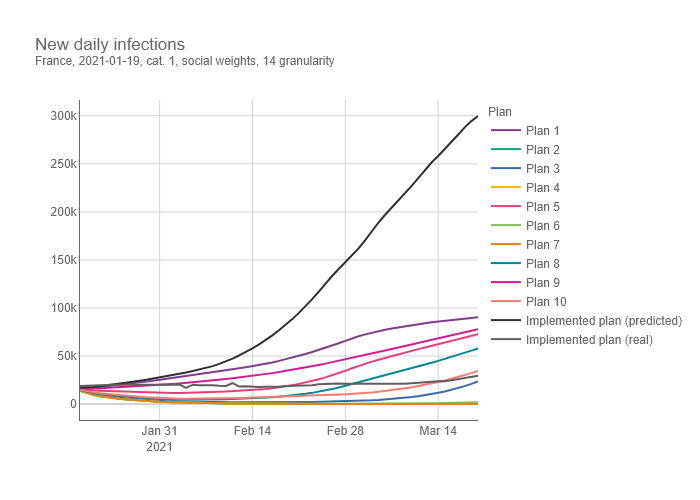 New daily infections
France, 2021-01-19, cat. 1, social weights, 14 granularity
300k
250k
200k
150k
100k
50k
0
Jan 31
2021
Feb 14
Feb 28
Mar 14
Plan
Plan 1
Plan 2
Plan 3
Plan 4
Plan 5
Plan 6
Plan 7
Plan 8
Plan 9
Plan 10
Implemented plan (predicted)
Implemented plan (real)